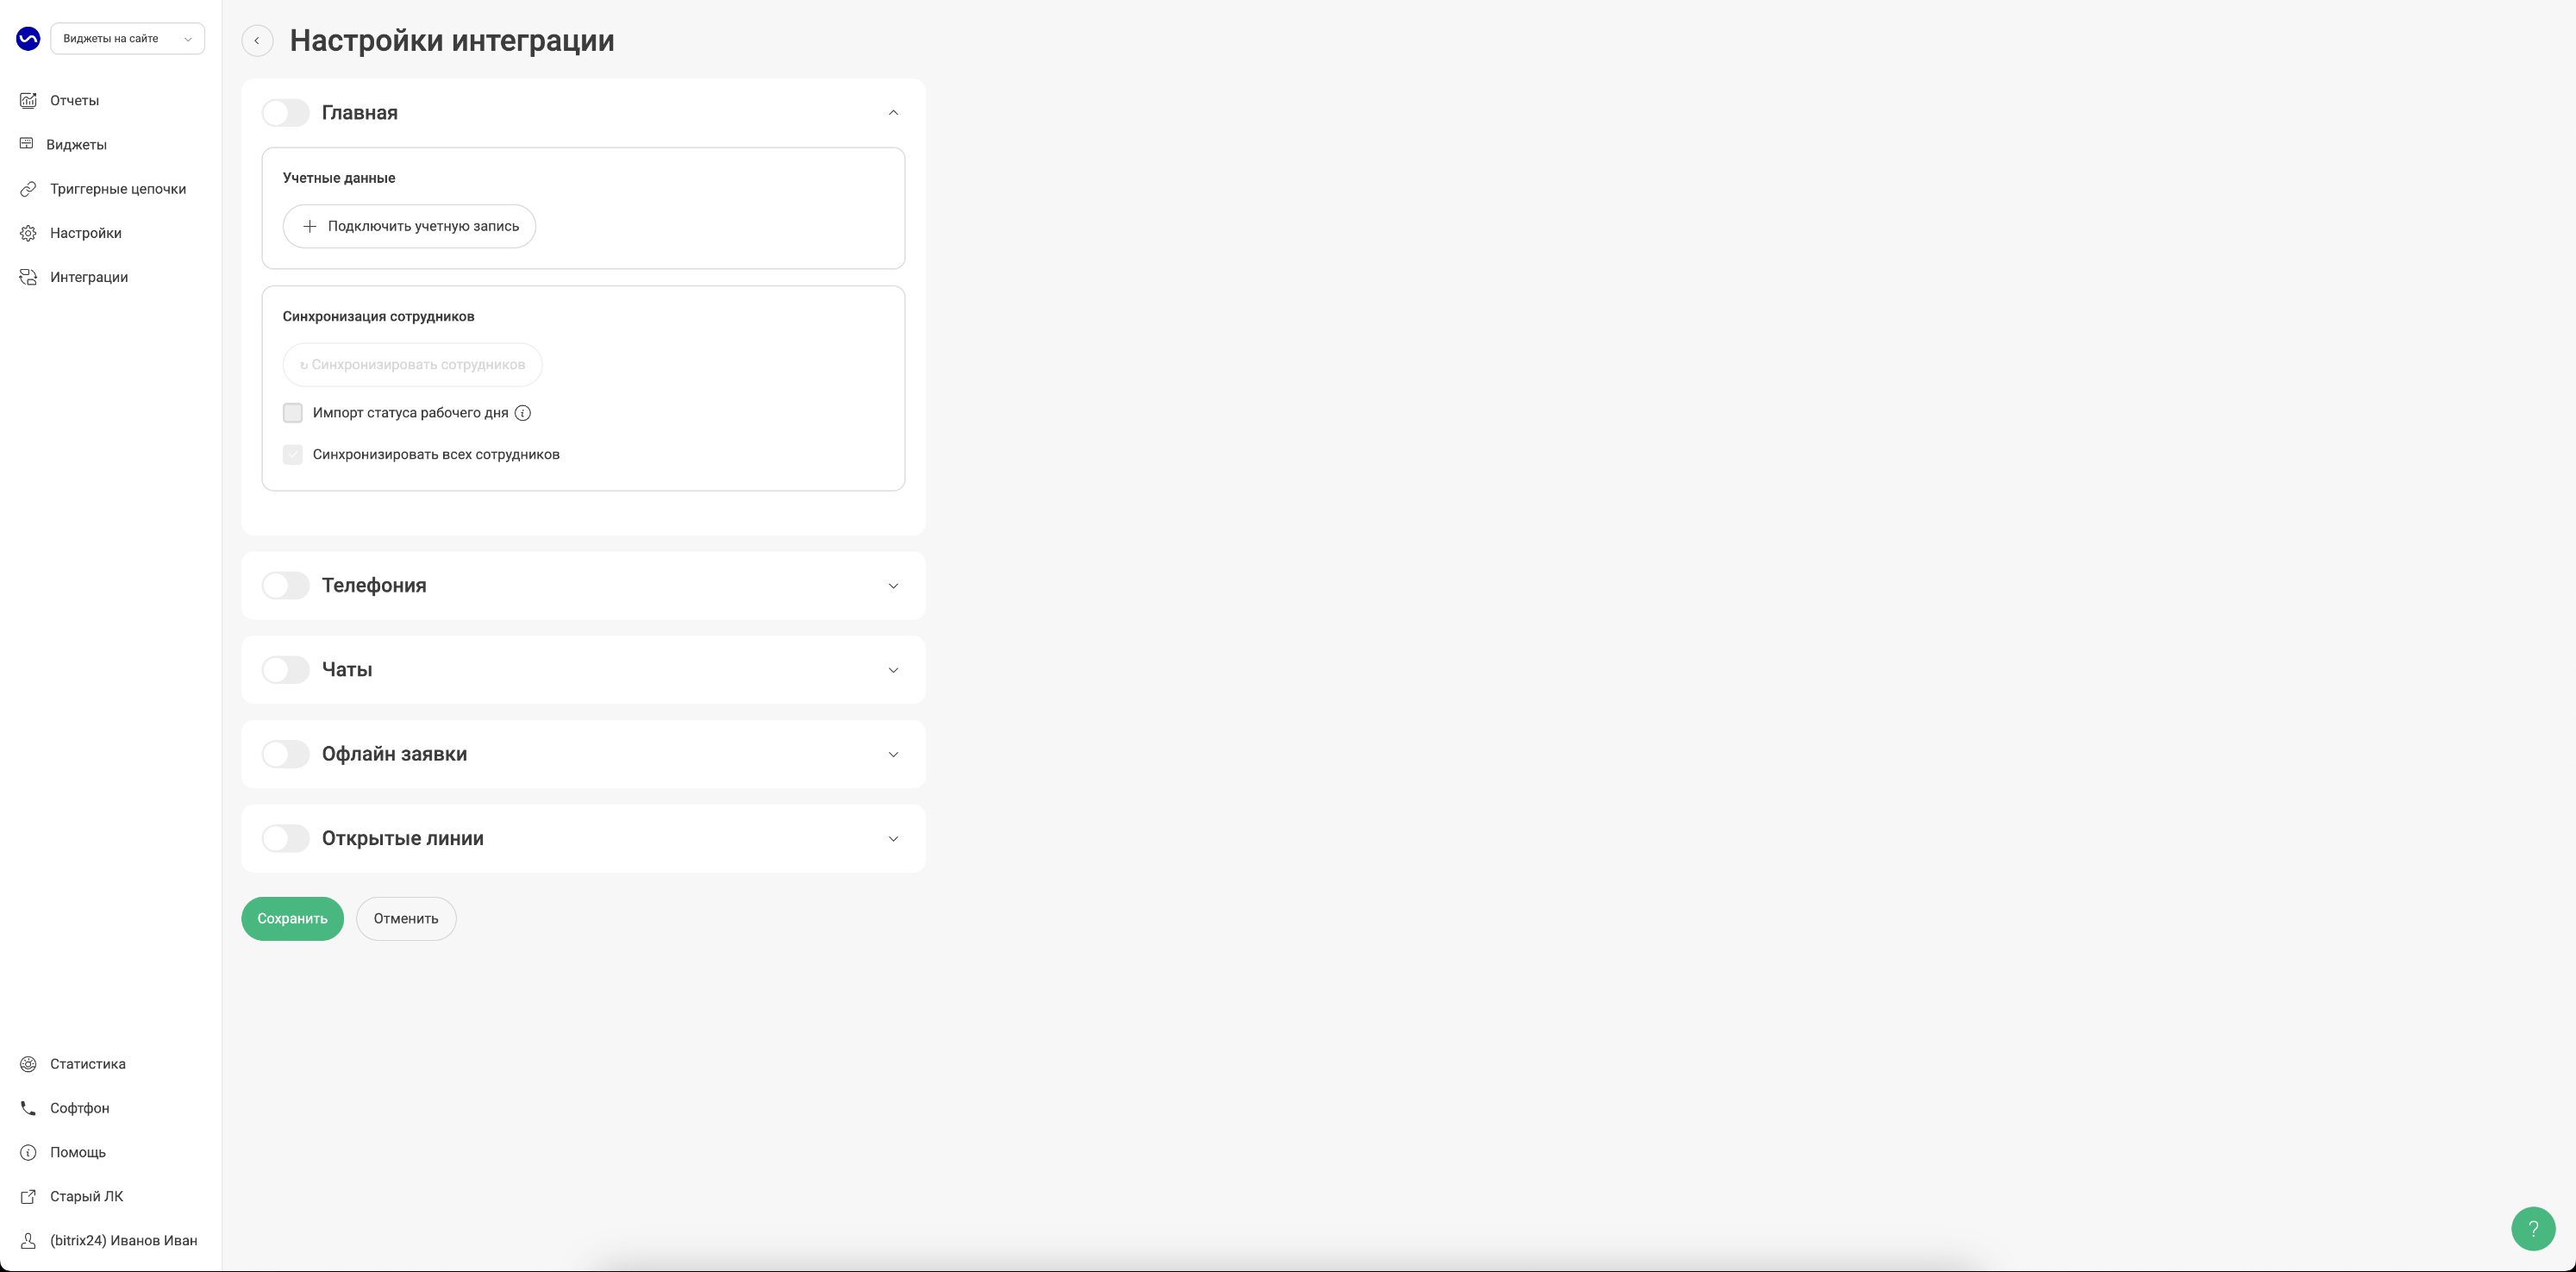 Виджеты на сайте
Отчеты
Виджеты
Триггерные цепочки
Настройки
Интеграции
Статистика
Софтфон
Помощь
Старый ЛК
(bitrix24) Иванов Иван
Настройки интеграции
Главная
Учетные данные
Подключить учетную запись
Синхронизация сотрудников
↻ Синхронизировать сотрудников
Импорт статуса рабочего дня
Синхронизировать всех сотрудников
Телефония
Чаты
Офлайн заявки
Открытые линии
Сохранить
Отменить
?